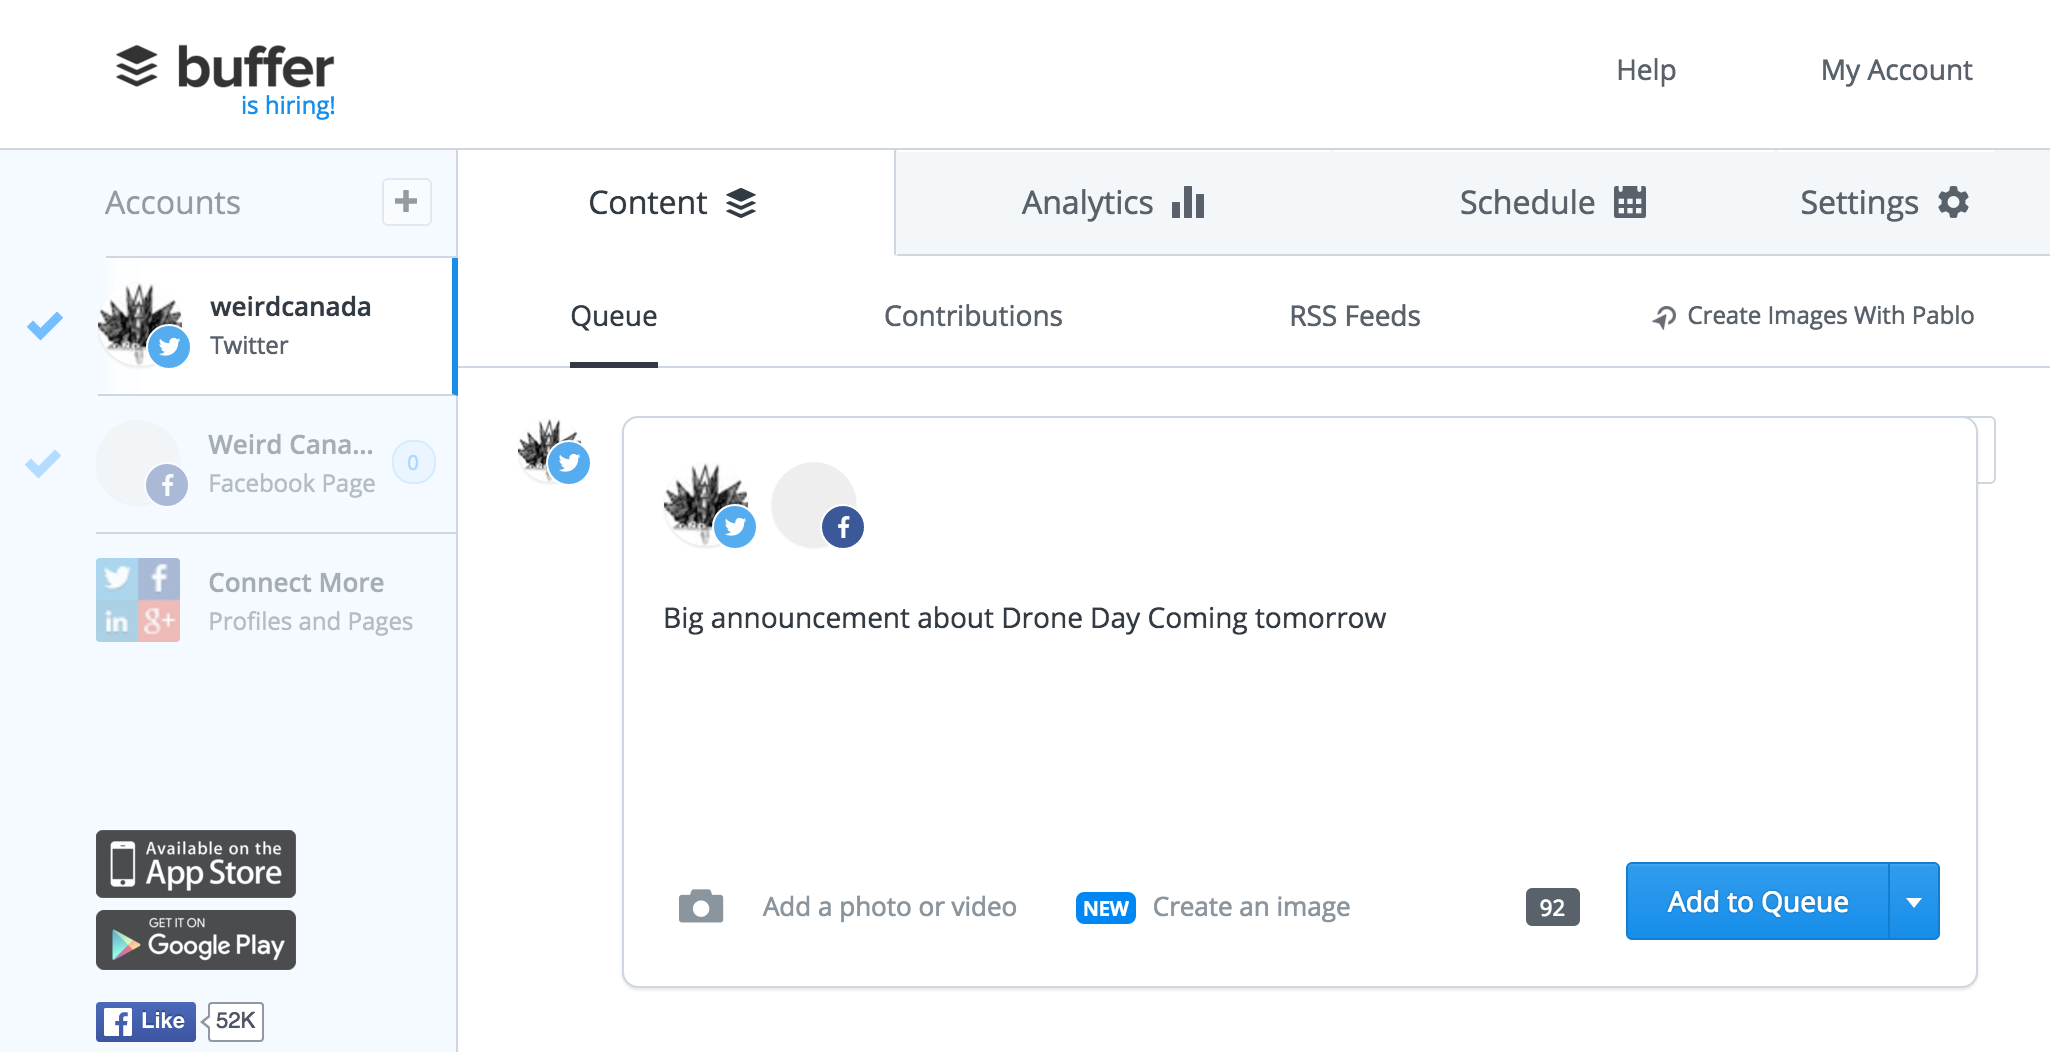 buffer
is hiring!
Help
My Account
Accounts
+
Content
Analytics
Schedule
Settings
weirdcanada
Twitter
Queue
Contributions
RSS Feeds
Create Images With Pablo
Weird Cana...
Facebook Page
0
Connect More
Profiles and Pages
in
g+
Big announcement about Drone Day Coming tomorrow
Available on the
App Store
GET IT ON
Google Play
Like
52K
Add a photo or video
NEW
Create an image
92
Add to Queue